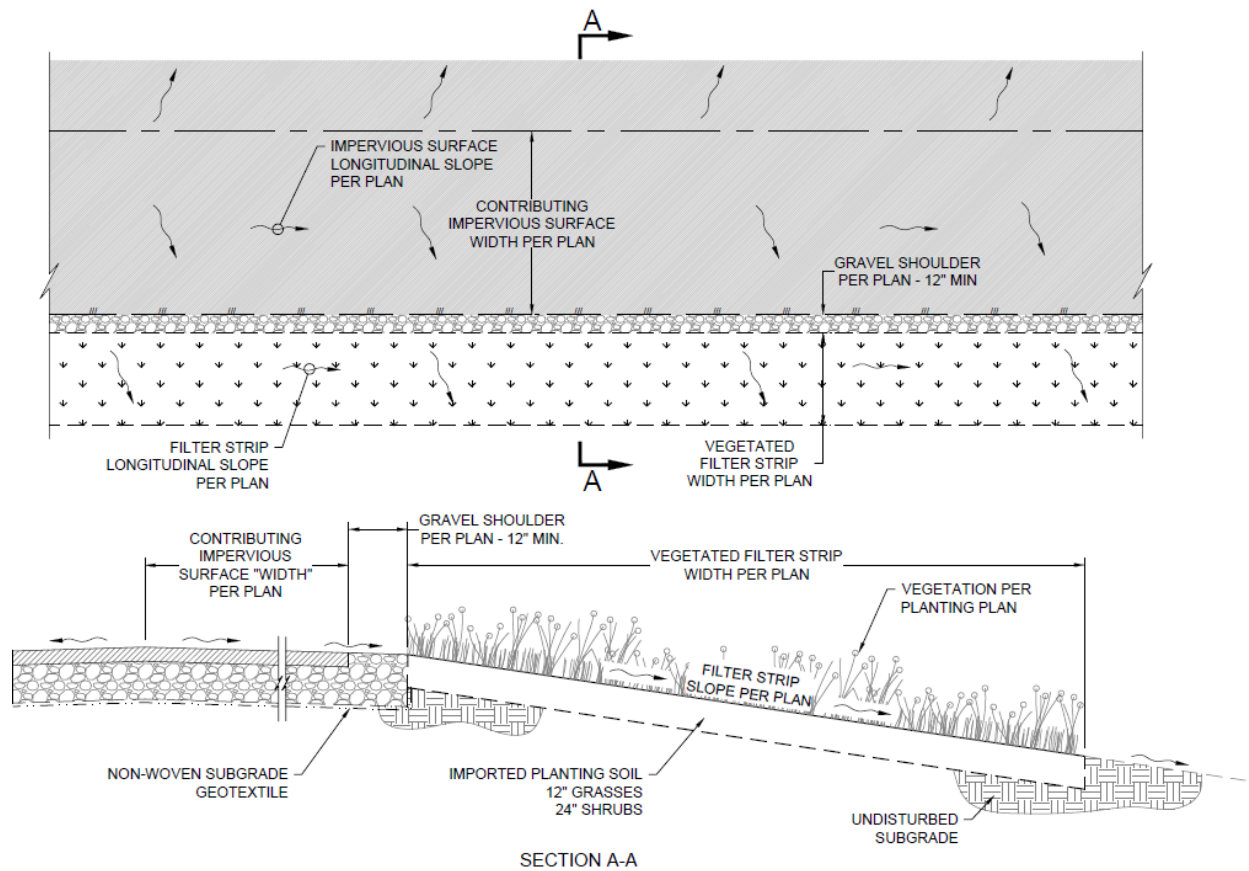 A
IMPERVIOUS SURFACE
LONGITUDINAL SLOPE
PER PLAN
CONTRIBUTING
IMPERVIOUS SURFACE
WIDTH PER PLAN
GRAVEL SHOULDER
PER PLAN - 12" MIN
FILTER STRIP
LONGITUDINAL SLOPE
PER PLAN
A
VEGETATED
FILTER STRIP
WIDTH PER PLAN
CONTRIBUTING
IMPERVIOUS
SURFACE "WIDTH"
PER PLAN
GRAVEL SHOULDER
PER PLAN - 12" MIN.
VEGETATED FILTER STRIP
WIDTH PER PLAN
VEGETATION PER
PLANTING PLAN
FILTER STRIP
SLOPE PER PLAN
NON-WOVEN SUBGRADE
GEOTEXTILE
IMPORTED PLANTING SOIL
12" GRASSES
24" SHRUBS
UNDISTURBED
SUBGRADE
SECTION A-A